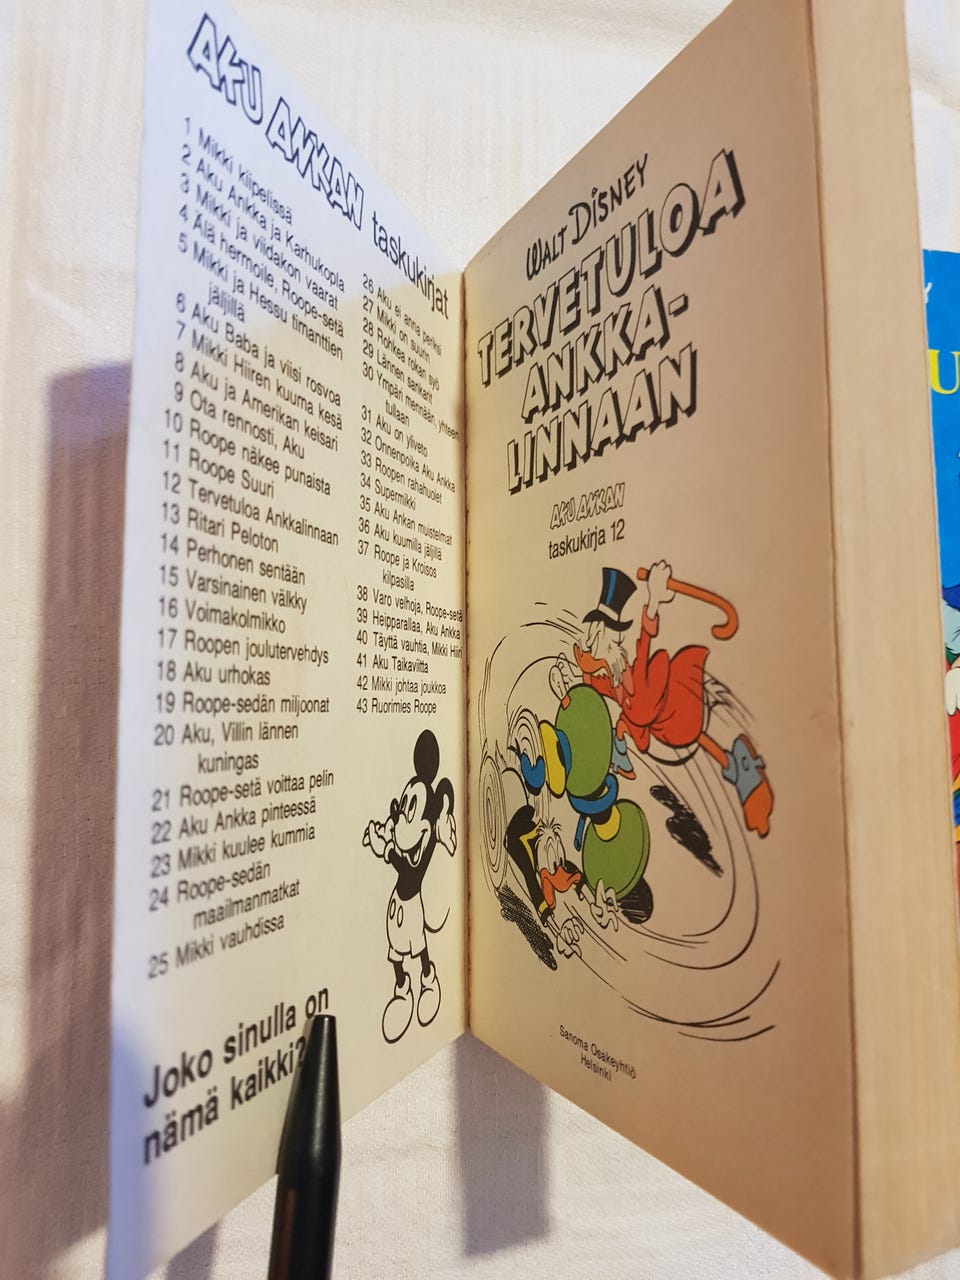 AKU ANKAN taskukirjat
1 Mikki kiipelissä
2 Aku Ankka ja Karhukopla
3 Mikki ja viidakon vaarat
4 Älä hermoile, Roope-setä
5 Mikki ja Hessu timanttien
jäljillä
6 Aku Baba ja viisi rosvoa
7 Mikki Hiiren kuuma kesä
8 Aku ja Amerikan keisari
9 Ota rennosti, Aku
10 Roope näkee punaista
11 Roope Suuri
12 Tervetuloa Ankkalinnaan
13 Ritari Peloton
14 Perhonen sentään
15 Varsinainen välkky
16 Voimakolmikko
17 Roopen joulutervehdys
18 Aku urhokas
19 Roope-sedän miljoonat
20 Aku, Villin lännen
kuningas
21 Roope-setä voittaa pelin
22 Aku Ankka pinteessä
23 Mikki kuulee kummia
24 Roope-sedän
maailmanmatkat
25 Mikki vauhdissa
26 Aku ei anna periksi
27 Mikki on suurin
28 Rohkea rokan syö
29 Lännen sankarit
30 Ympäri mennään, yhteen
tullaan
31 Aku on yliveto
32 Onnenpoika Aku Ankka
33 Roopen rahahuolet
34 Supermikki
35 Aku Ankan muistelmat
36 Aku kuumilla jäljillä
37 Roope ja Kroisos
kilpasilla
38 Varo velhoja, Roope-setä
39 Heipparallaa, Aku Ankka
40 Täyttä vauhtia, Mikki Hiiri
41 Aku Taikaviitta
42 Mikki johtaa joukkoa
43 Ruorimies Roope
Joko sinulla on
nämä kaikki?
WALT DISNEY
TERVETULOA
ANKKA-
LINNAAN
AKU ANKAN
taskukirja 12
Sanoma Osakeyhtiö
Helsinki